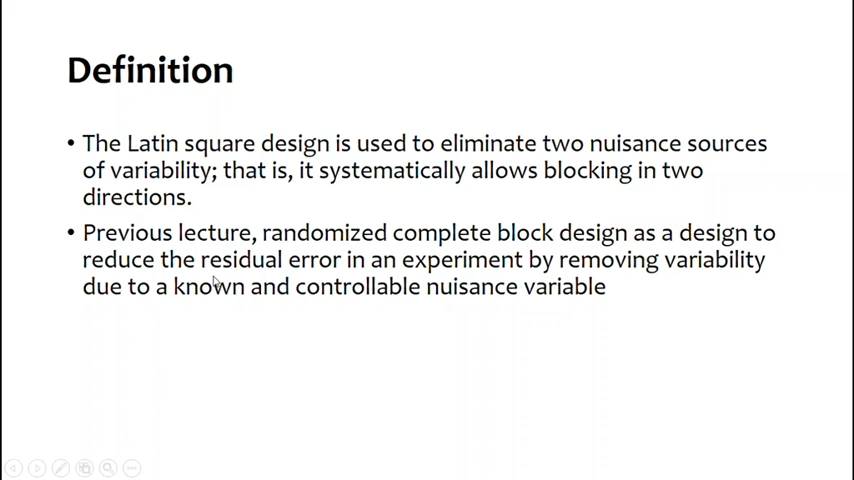 Definition
• The Latin square design is used to eliminate two nuisance sources
of variability; that is, it systematically allows blocking in two
directions.
• Previous lecture, randomized complete block design as a design to
reduce the residual error in an experiment by removing variability
due to a known and controllable nuisance variable